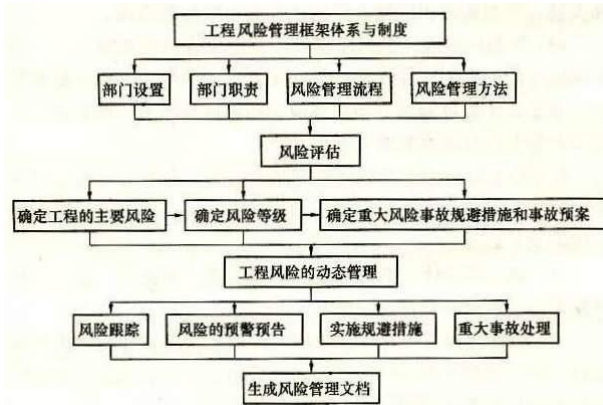 工程风险管理框架体系与制度
部门设置
部门职责
风险管理流程
风险管理方法
风险评估
确定工程的主要风险
确定风险等级
确定重大风险事故规避措施和事故预案
工程风险的动态管理
风险跟踪
风险的预警预告
实施规避措施
重大事故处理
生成风险管理文档